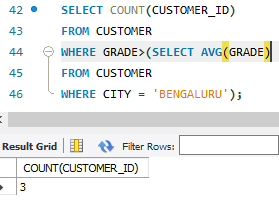 42 SELECT COUNT(CUSTOMER_ID)
43 FROM CUSTOMER
44 WHERE GRADE>(SELECT AVG(GRADE)
45 FROM CUSTOMER
46 WHERE CITY = 'BENGALURU');
Result Grid Filter Rows:
COUNT(CUSTOMER_ID)
3